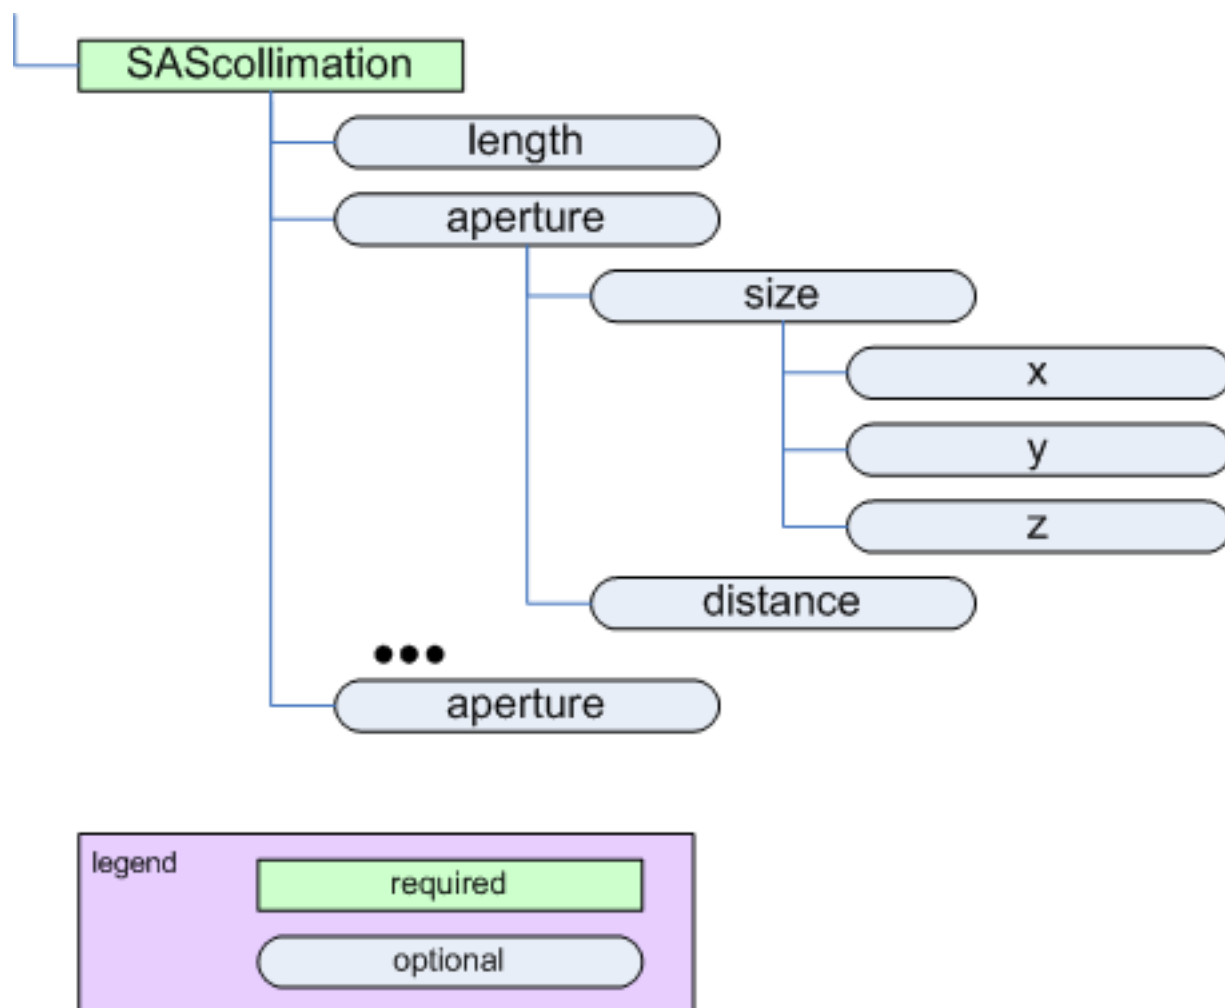 SAScollimation
length
aperture
size
x
y
z
distance
•••
aperture
legend
required
optional